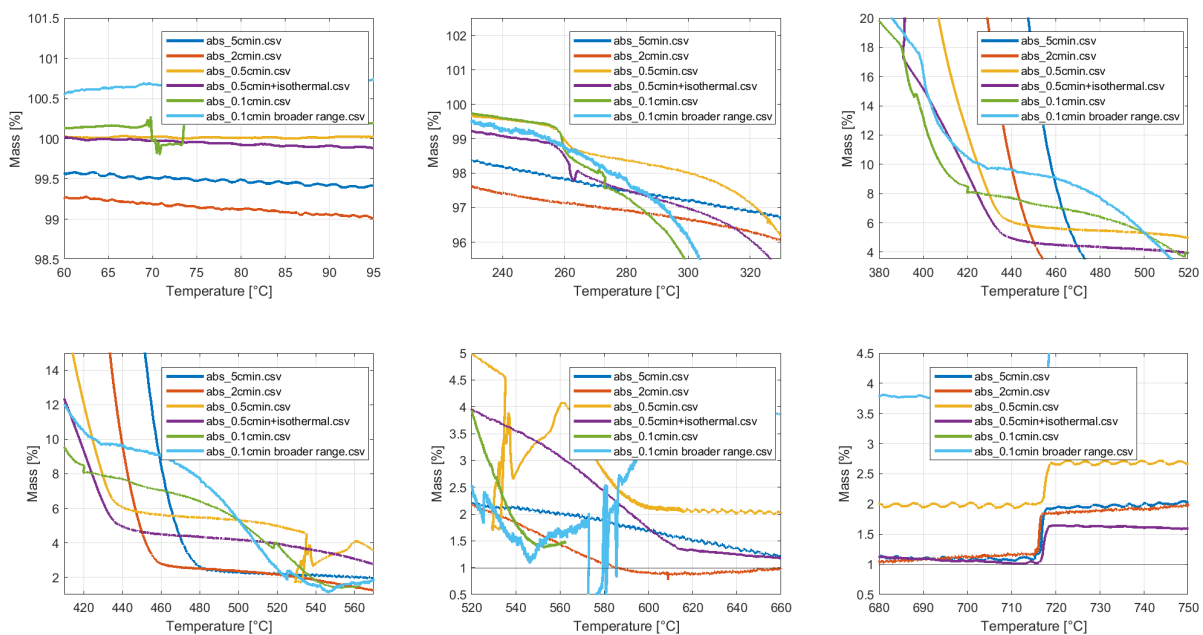 101.5
101
100.5
100
99.5
99
98.5
Mass [%]
60 65 70 75 80 85 90 95
Temperature [°C]
abs_5cmin.csv
abs_2cmin.csv
abs_0.5cmin.csv
abs_0.5cmin+isothermal.csv
abs_0.1cmin.csv
abs_0.1cmin broader range.csv
102
101
100
99
98
97
96
Mass [%]
240 260 280 300 320
Temperature [°C]
abs_5cmin.csv
abs_2cmin.csv
abs_0.5cmin.csv
abs_0.5cmin+isothermal.csv
abs_0.1cmin.csv
abs_0.1cmin broader range.csv
20
18
16
14
12
10
8
6
4
Mass [%]
380 400 420 440 460 480 500 520
Temperature [°C]
abs_5cmin.csv
abs_2cmin.csv
abs_0.5cmin.csv
abs_0.5cmin+isothermal.csv
abs_0.1cmin.csv
abs_0.1cmin broader range.csv
14
12
10
8
6
4
2
Mass [%]
420 440 460 480 500 520 540 560
Temperature [°C]
abs_5cmin.csv
abs_2cmin.csv
abs_0.5cmin.csv
abs_0.5cmin+isothermal.csv
abs_0.1cmin.csv
abs_0.1cmin broader range.csv
5
4.5
4
3.5
3
2.5
2
1.5
1
0.5
Mass [%]
520 540 560 580 600 620 640 660
Temperature [°C]
abs_5cmin.csv
abs_2cmin.csv
abs_0.5cmin.csv
abs_0.5cmin+isothermal.csv
abs_0.1cmin.csv
abs_0.1cmin broader range.csv
4.5
4
3.5
3
2.5
2
1.5
1
0.5
Mass [%]
680 690 700 710 720 730 740 750
Temperature [°C]
abs_5cmin.csv
abs_2cmin.csv
abs_0.5cmin.csv
abs_0.5cmin+isothermal.csv
abs_0.1cmin.csv
abs_0.1cmin broader range.csv